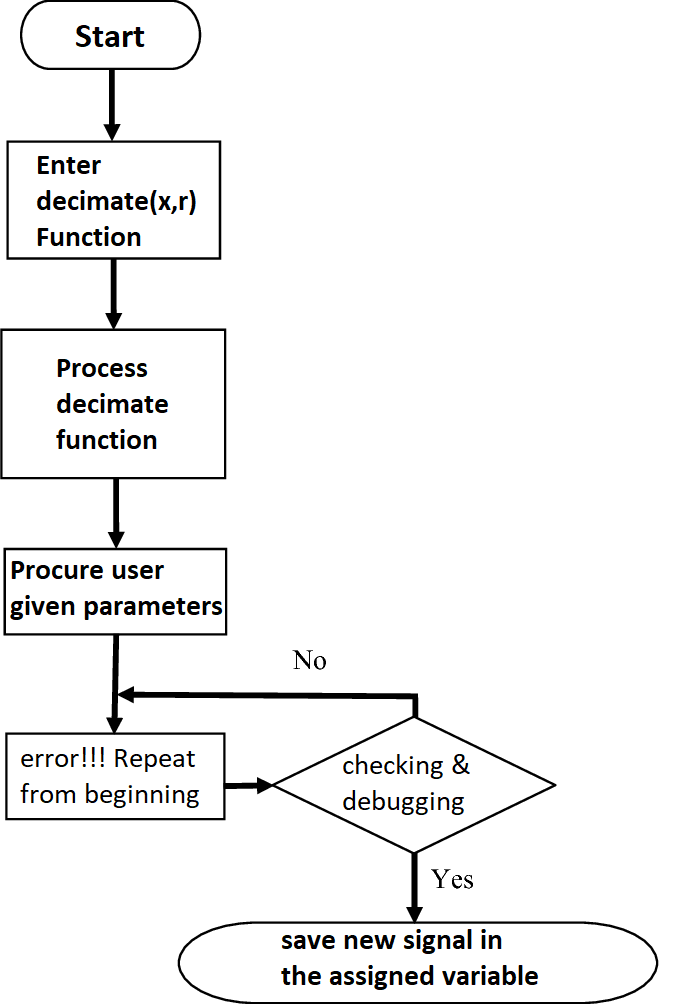 Start
Enter
decimate(x,r)
Function
Process
decimate
function
Procure user
given parameters
No
error!!! Repeat
from beginning
checking &
debugging
Yes
save new signal in
the assigned variable